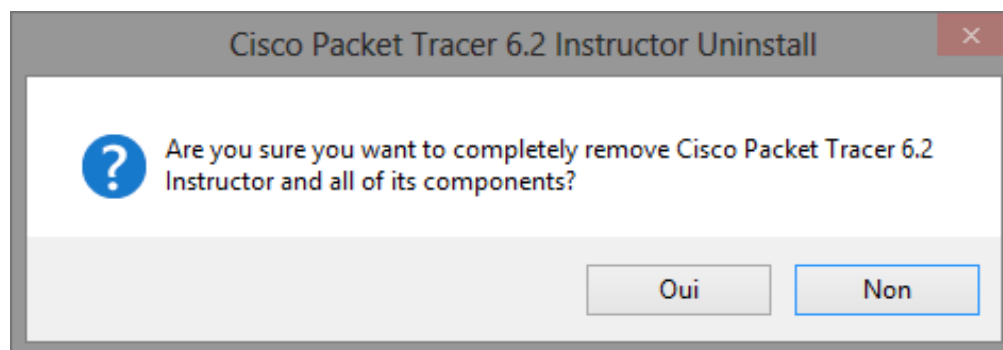 Cisco Packet Tracer 6.2 Instructor Uninstall
Are you sure you want to completely remove Cisco Packet Tracer 6.2
Instructor and all of its components?
Oui
Non